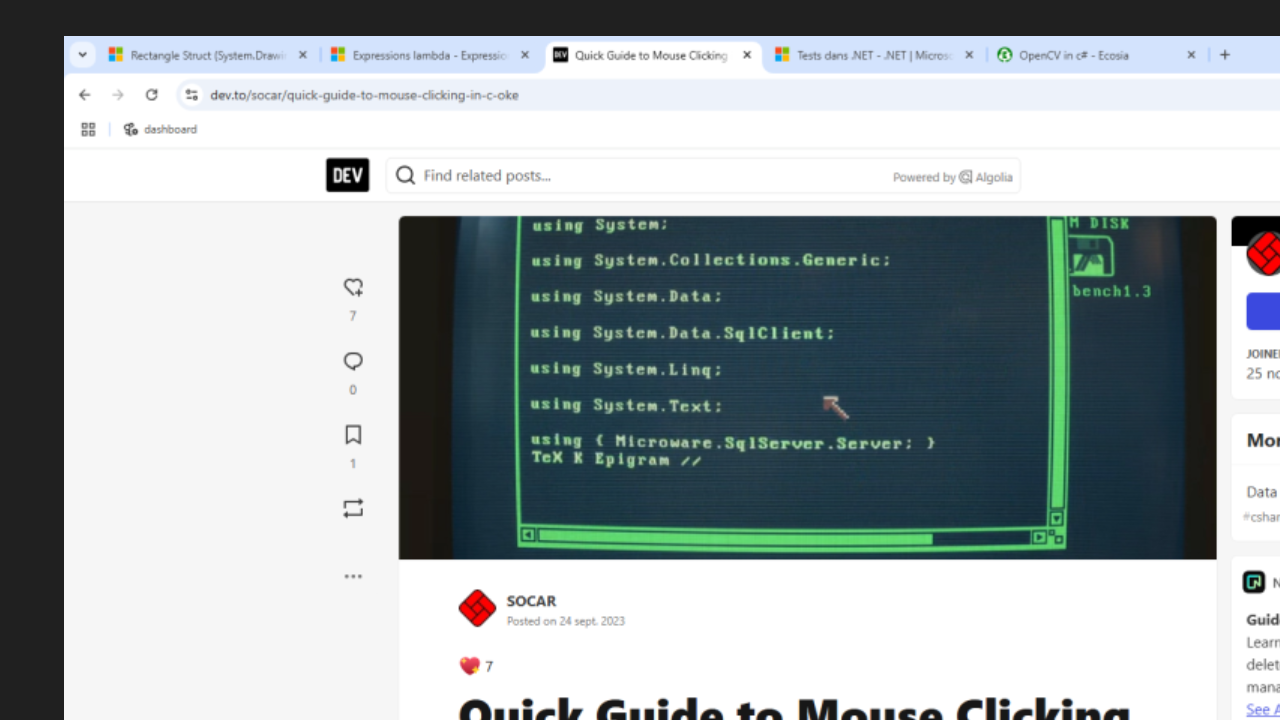 Rectangle Struct (System.Drawi
Expressions lambda - Expressio
DEV
Quick Guide to Mouse Clicking
Tests dans .NET - .NET | Micros
OpenCV in c# - Ecosia
dev.to/socar/quick-guide-to-mouse-clicking-in-c-oke
dashboard
DEV
Find related posts...
Powered by Algolia
using System;
M DISK
using System.Collections.Generic;
using System.Data;
bench1.3
using System.Data.SqlClient;
using System.Linq;
using System.Text;
using { Microware.SqlServer.Server; }
TeX K Epigram //
7
0
1
JOINE
25 no
Mor
Data
#cshar
SOCAR
Posted on 24 sept. 2023
7
Quick Guide to Mouse Clicking
N
Guid
Learn
delet
mana
See A